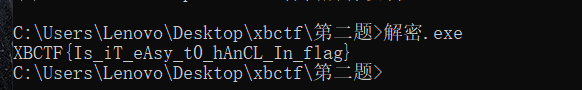 C:\Users\Lenovo\Desktop\xbctf\第二题>解密.exe
XBCTF{Is_iT_eAsy_t0_hAnCL_In_flag}
C:\Users\Lenovo\Desktop\xbctf\第二题>